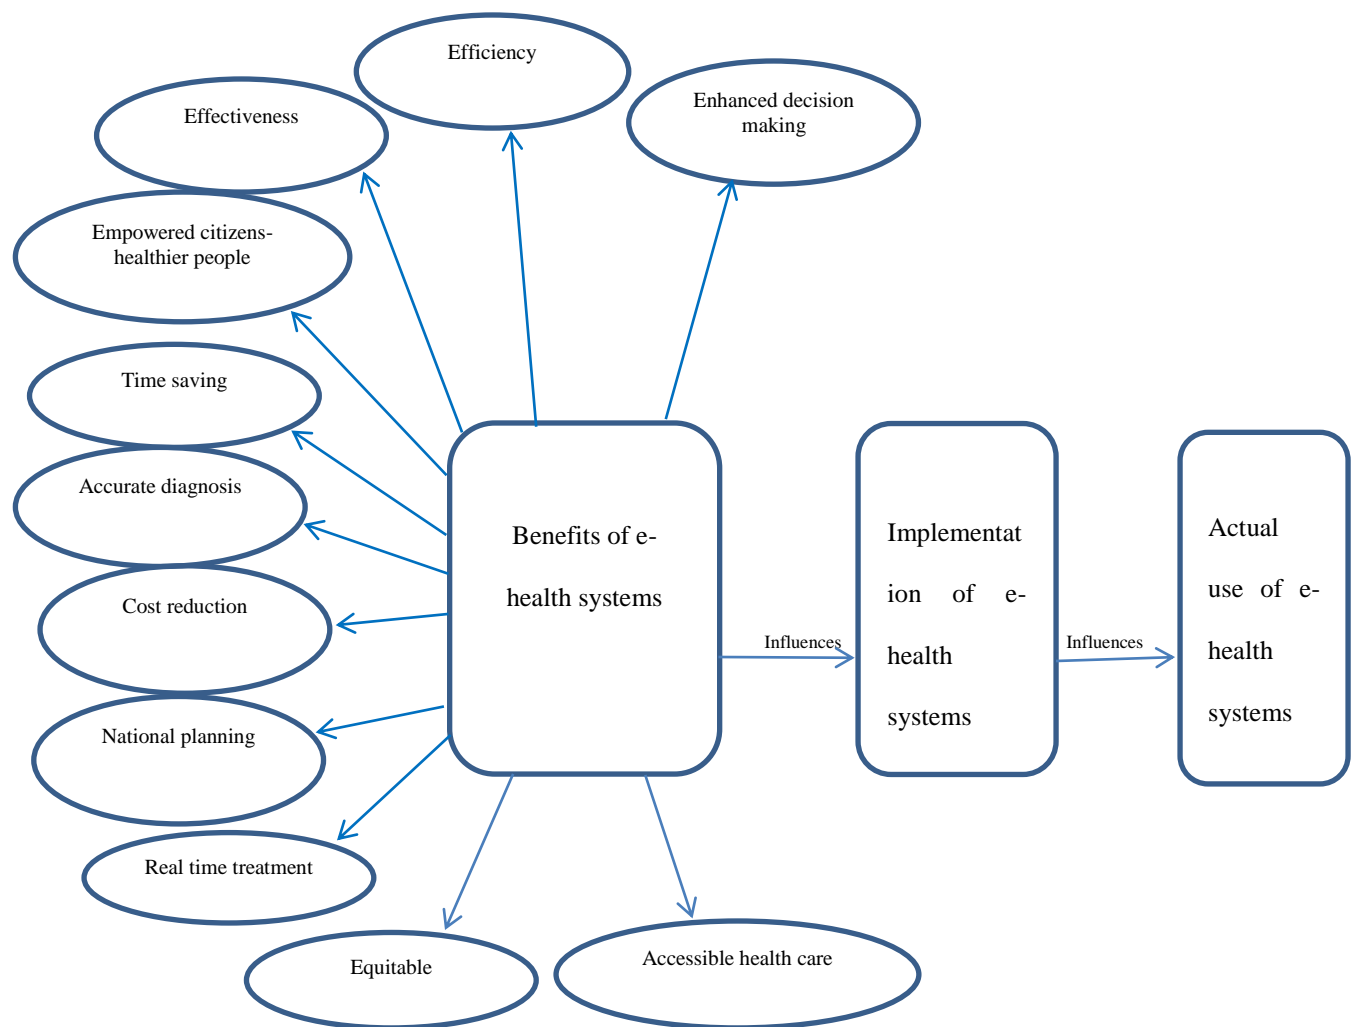 Efficiency
Enhanced decision
making
Effectiveness
Empowered citizens-
healthier people
Time saving
Accurate diagnosis
Cost reduction
National planning
Real time treatment
Equitable
Accessible health care
Benefits of e-
health systems
Influences
Implementat
ion of e-
health
systems
Influences
Actual
use of e-
health
systems